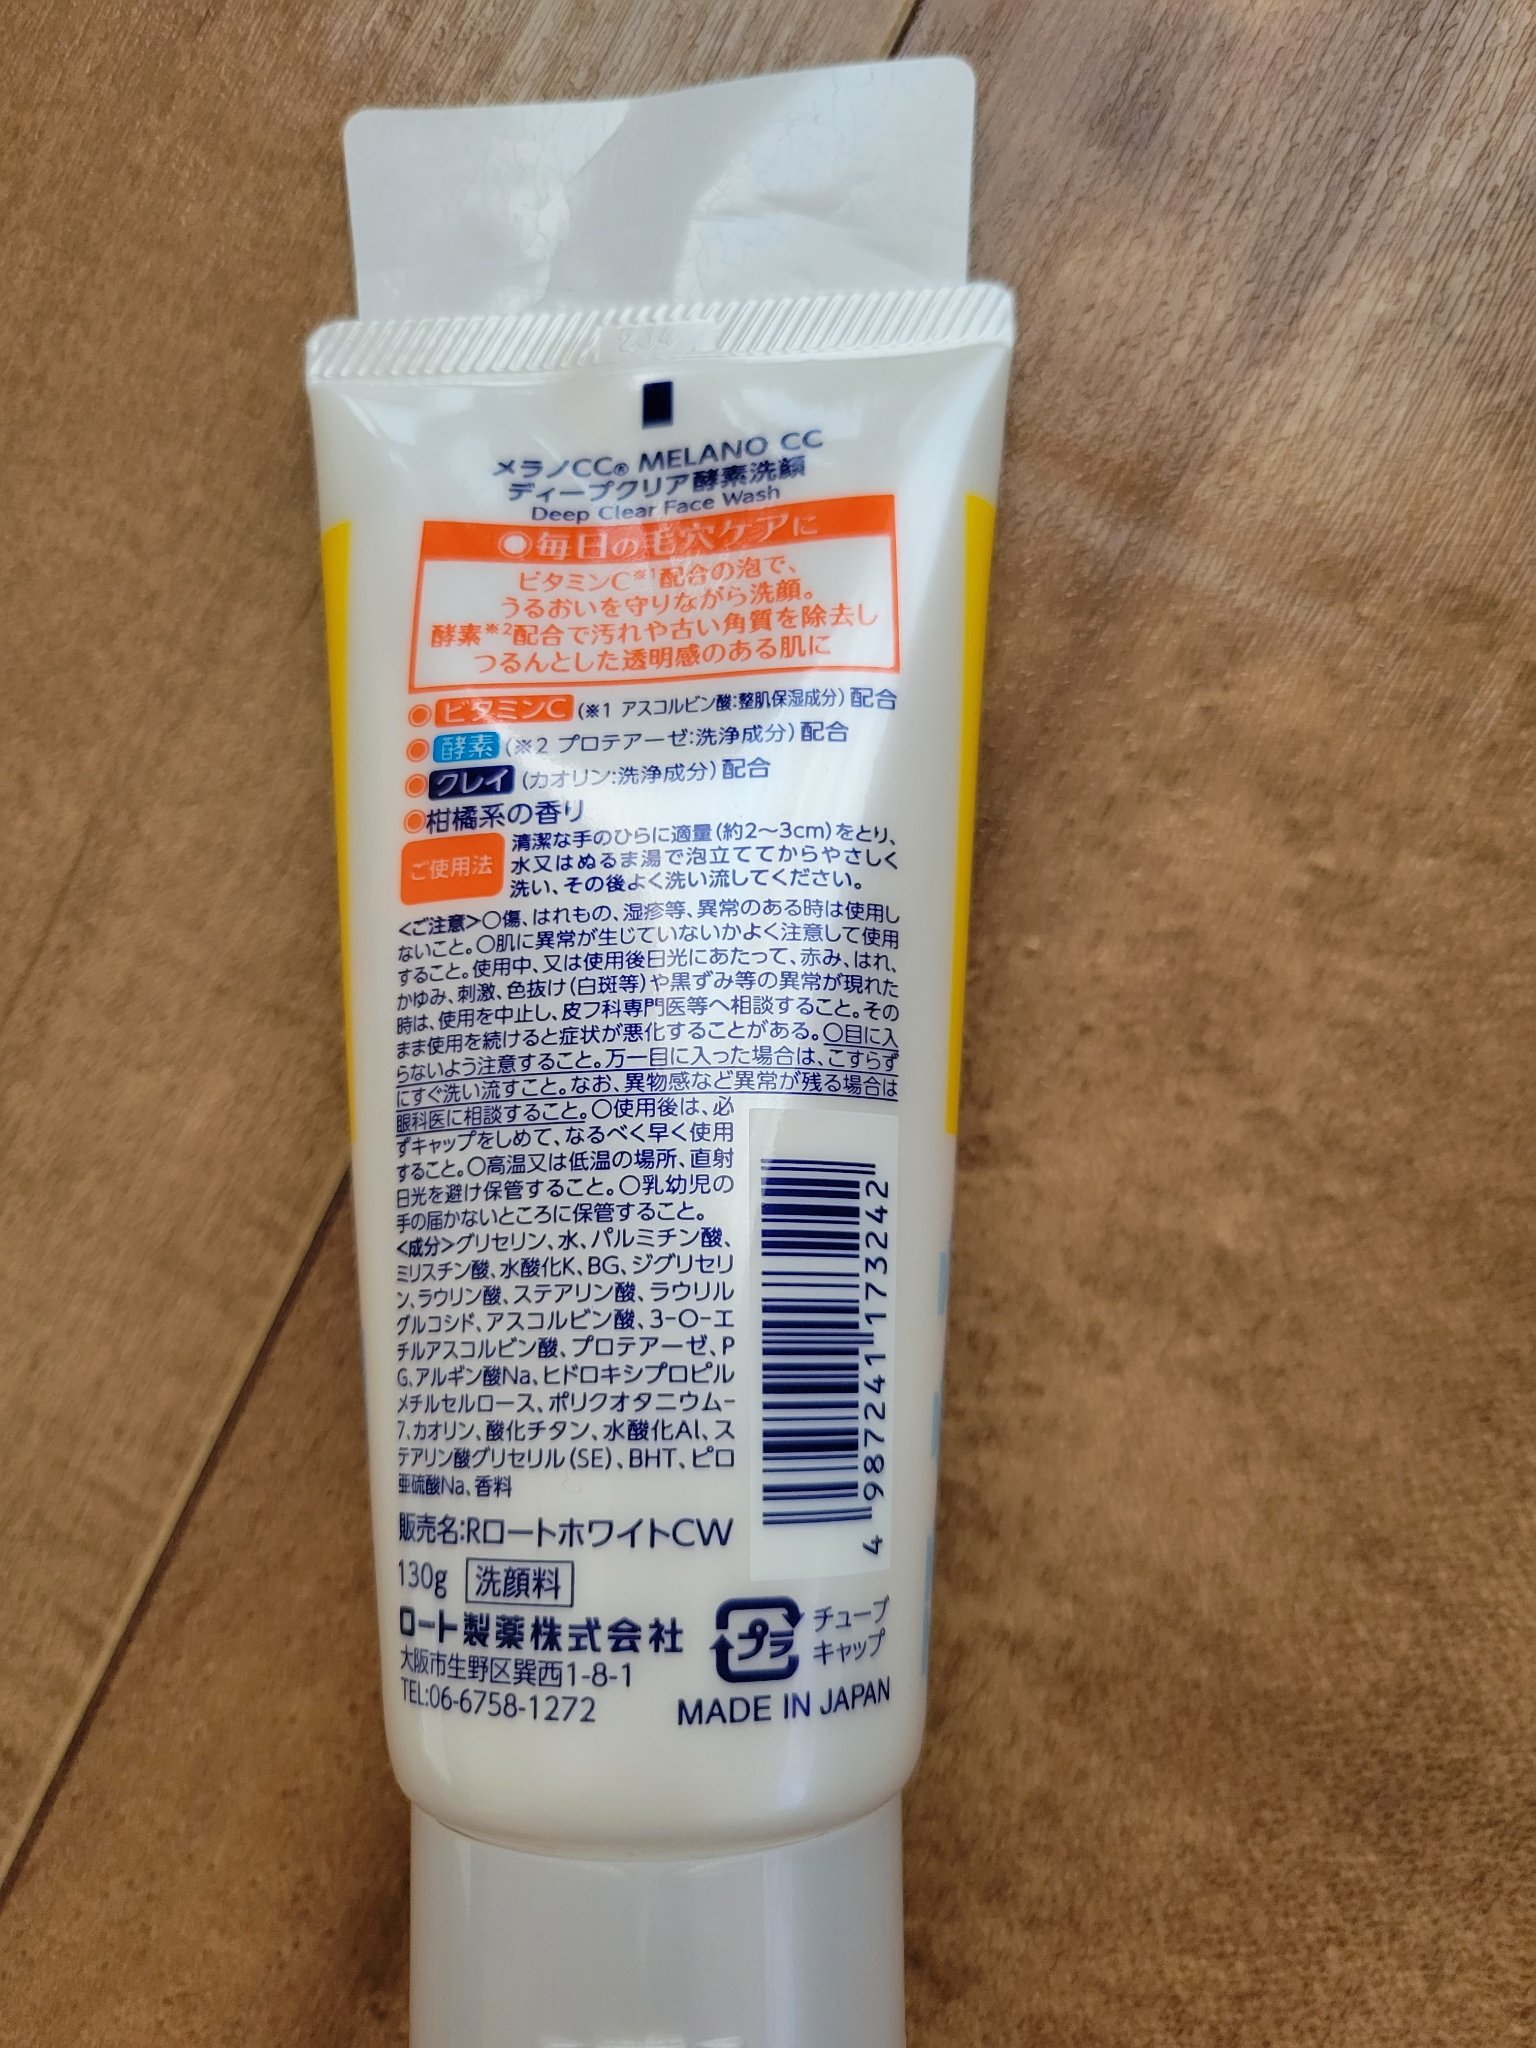 2J4
メラノCC® MELANO CC
ディープクリア酵素洗顔
Deep Clear Face Wash
◉毎日の毛穴ケアに
ビタミンC※1配合の泡で、
うるおいを守りながら洗顔。
酵素※2配合で汚れや古い角質を除去し
つるんとした透明感のある肌に
◉ビタミンC(※1 アスコルビン酸:整肌保湿成分)配合
◉酵素(※2 プロテアーゼ:洗浄成分)配合
◉クレイ(カオリン:洗浄成分)配合
◉柑橘系の香り
ご使用法
清潔な手のひらに適量(約2〜3cm)をとり、
水又はぬるま湯で泡立ててからやさしく
洗い、その後よく洗い流してください。
<ご注意>○傷、はれもの、湿疹等、異常のある時は使用し
ないこと。○肌に異常が生じていないかよく注意して使用
すること。使用中、又は使用後日光にあたって、赤み、はれ、
かゆみ、刺激、色抜け(白斑等)や黒ずみ等の異常が現れた
時は、使用を中止し、皮フ科専門医等へ相談すること。その
まま使用を続けると症状が悪化することがある。○目に入
らないよう注意すること。万一目に入った場合は、こすらず
にすぐ洗い流すこと。なお、異物感など異常が残る場合は
眼科医に相談すること。○使用後は、必
ずキャップをしめて、なるべく早く使用
すること。○高温又は低温の場所、直射
日光を避け保管すること。○乳幼児の
手の届かないところに保管すること。
<成分>グリセリン、水、パルミチン酸、
ミリスチン酸、水酸化K、BG、ジグリセリ
ン、ラウリン酸、ステアリン酸、ラウリル
グルコシド、アスコルビン酸、3-O-エ
チルアスコルビン酸、プロテアーゼ、P
G、アルギン酸Na、ヒドロキシプロピル
メチルセルロース、ポリクオタニウム-
7、カオリン、酸化チタン、水酸化Al、ス
テアリン酸グリセリル(SE)、BHT、ピロ
亜硫酸Na、香料
4 987241 173242
販売名:RロートホワイトCW
130g 洗顔料
ロート製薬株式会社
大阪市生野区巽西1-8-1
TEL:06-6758-1272
プラ
チューブ
キャップ
MADE IN JAPAN